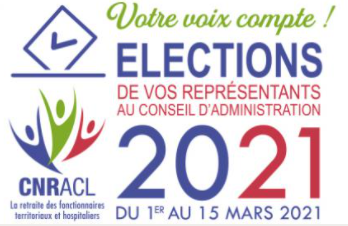 Votre voix compte !
ELECTIONS
DE VOS REPRÉSENTANTS
AU CONSEIL D'ADMINISTRATION
2021
DU 1ER AU 15 MARS 2021
CNRACL
La retraite des fonctionnaires
territoriaux et hospitaliers